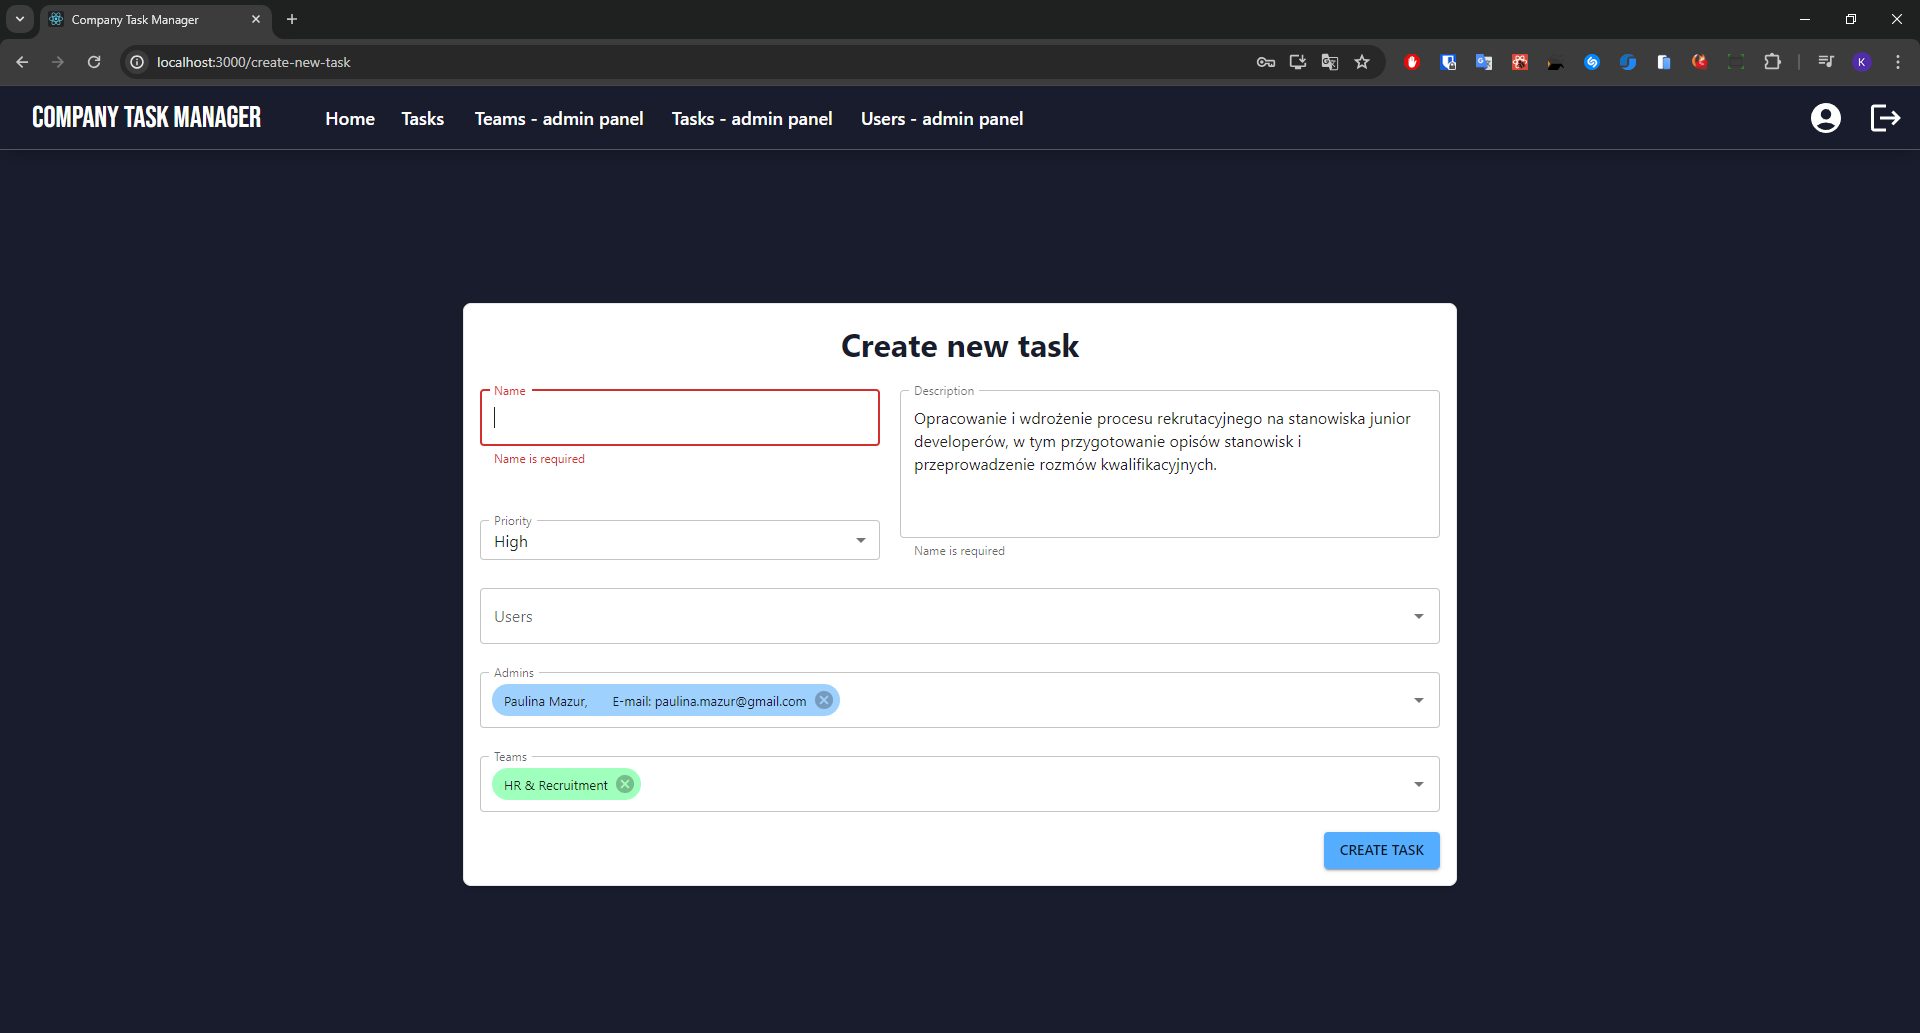 Company Task Manager
localhost:3000/create-new-task
K
COMPANY TASK MANAGER
Home
Tasks
Teams - admin panel
Tasks - admin panel
Users - admin panel
Create new task
Name
Name is required
Description
Opracowanie i wdrożenie procesu rekrutacyjnego na stanowiska junior
developerów, w tym przygotowanie opisów stanowisk i
przeprowadzenie rozmów kwalifikacyjnych.
Name is required
Priority
High
Users
Admins
Paulina Mazur, E-mail: paulina.mazur@gmail.com
Teams
HR & Recruitment
CREATE TASK